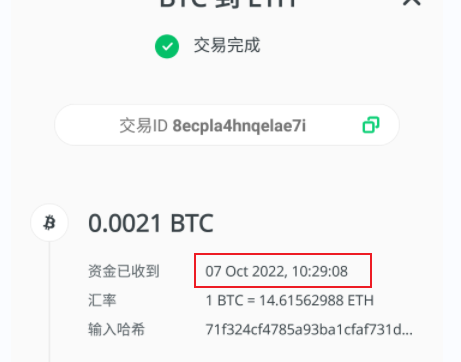 BTC 到 ETH
交易完成
交易ID 8ecpla4hnqelae7i
0.0021 BTC
资金已收到 07 Oct 2022, 10:29:08
汇率 1 BTC = 14.61562988 ETH
输入哈希 71f324cf4785a93ba1cfaf731d...